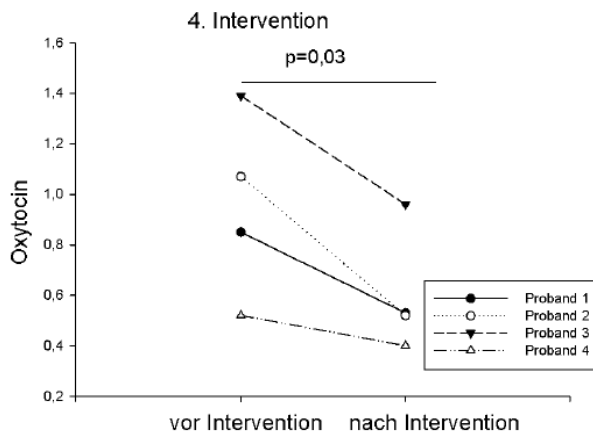 4. Intervention
p=0,03
1,6
1,4
1,2
1,0
0,8
0,6
0,4
0,2
Oxytocin
vor Intervention nach Intervention
Proband 1
Proband 2
Proband 3
Proband 4